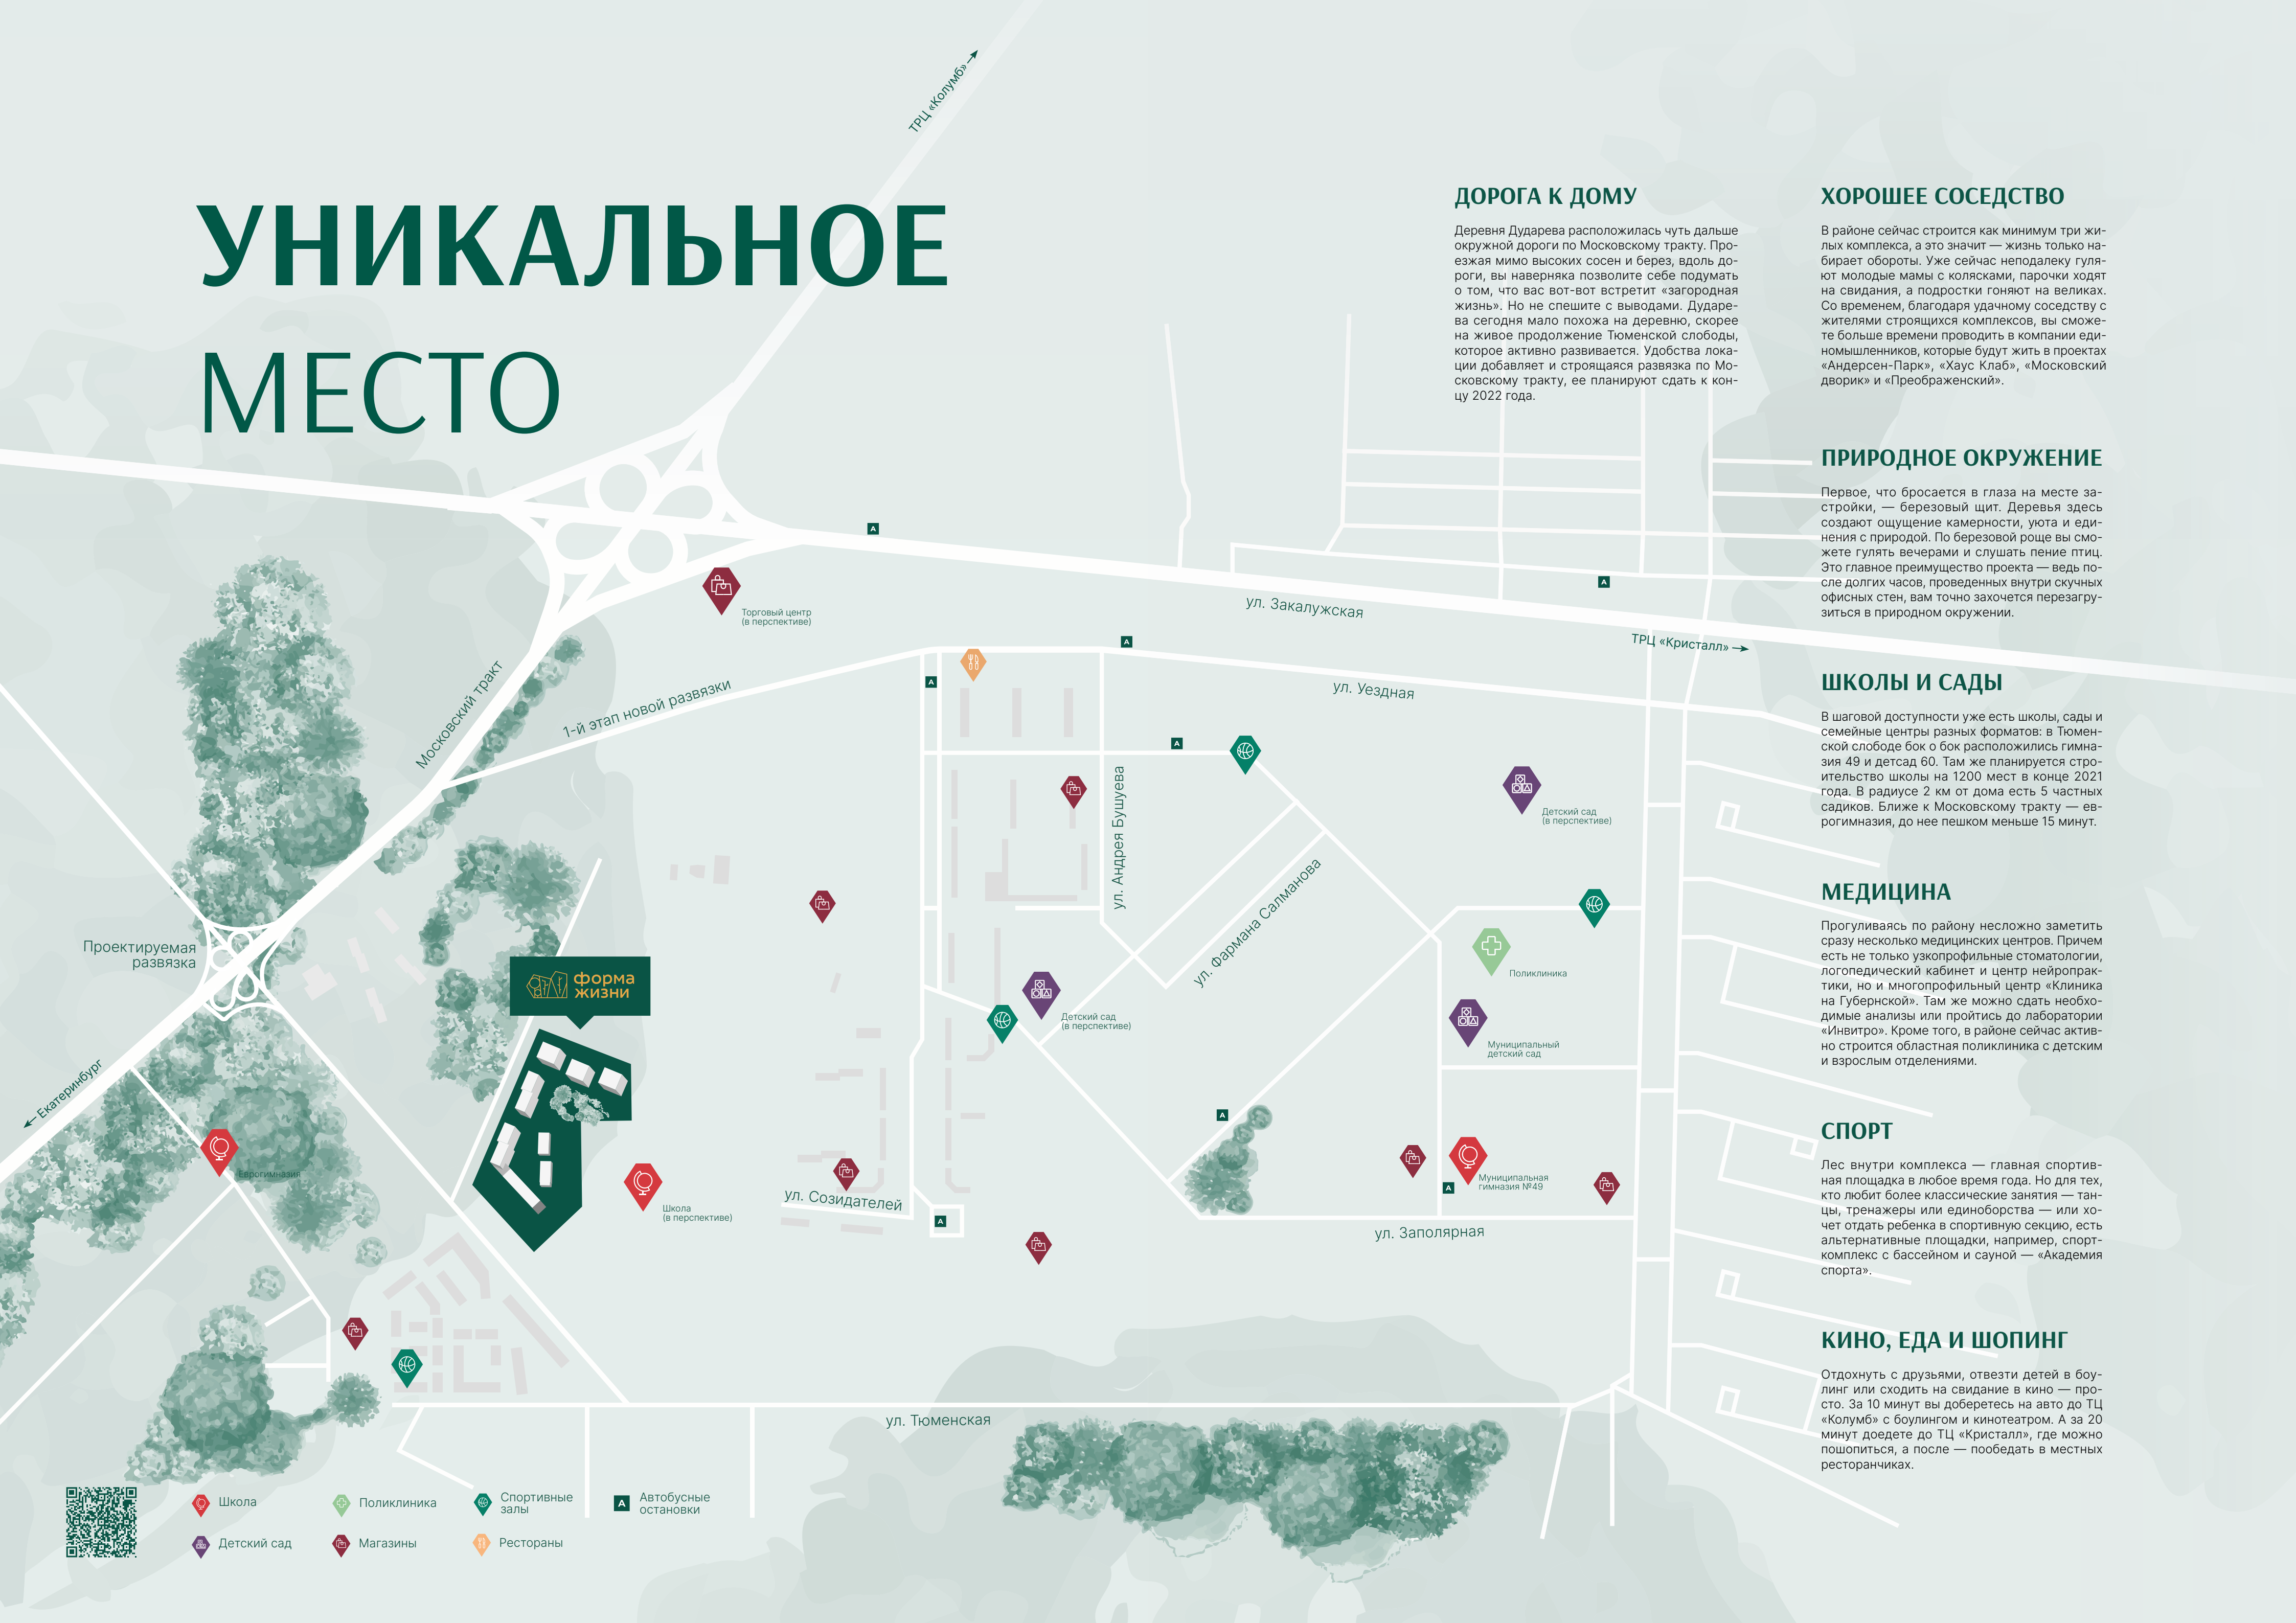 УНИКАЛЬНОЕ
МЕСТО
ТРЦ «Колумб»
ДОРОГА К ДОМУ
Деревня Дударева расположилась чуть дальше
окружной дороги по Московскому тракту. Про-
езжая мимо высоких сосен и берез, вдоль до-
роги, вы наверняка позволите себе подумать
о том, что вас вот-вот встретит «загородная
жизнь». Но не спешите с выводами. Дударе-
ва сегодня мало похожа на деревню, скорее
на живое продолжение Тюменской слободы,
которое активно развивается. Удобства лока-
ции добавляет и строящаяся развязка по Мо-
сковскому тракту, ее планируют сдать к кон-
цу 2022 года.
ХОРОШЕЕ СОСЕДСТВО
В районе сейчас строится как минимум три жи-
лых комплекса, а это значит — жизнь только на-
бирает обороты. Уже сейчас неподалеку гуля-
ют молодые мамы с колясками, парочки ходят
на свидания, а подростки гоняют на великах.
Со временем, благодаря удачному соседству с
жителями строящихся комплексов, вы сможе-
те больше времени проводить в компании еди-
номышленников, которые будут жить в проектах
«Андерсен-Парк», «Хаус Клаб», «Московский
дворик» и «Преображенский».
ПРИРОДНОЕ ОКРУЖЕНИЕ
Первое, что бросается в глаза на месте за-
стройки, — березовый щит. Деревья здесь
создают ощущение камерности, уюта и еди-
нения с природой. По березовой роще вы смо-
жете гулять вечерами и слушать пение птиц.
Это главное преимущество проекта — ведь по-
сле долгих часов, проведенных внутри скучных
офисных стен, вам точно захочется перезагру-
зиться в природном окружении.
ШКОЛЫ И САДЫ
В шаговой доступности уже есть школы, сады и
семейные центры разных форматов: в Тюмен-
ской слободе бок о бок расположились гимна-
зия 49 и детсад 60. Там же планируется стро-
ительство школы на 1200 мест в конце 2021
года. В радиусе 2 км от дома есть 5 частных
садиков. Ближе к Московскому тракту — ев-
рогимназия, до нее пешком меньше 15 минут.
МЕДИЦИНА
Прогуливаясь по району несложно заметить
сразу несколько медицинских центров. Причем
есть не только узкопрофильные стоматологии,
логопедический кабинет и центр нейропрак-
тики, но и многопрофильный центр «Клиника
на Губернской». Там же можно сдать необхо-
димые анализы или пройтись до лаборатории
«Инвитро». Кроме того, в районе сейчас актив-
но строится областная поликлиника с детским
и взрослым отделениями.
СПОРТ
Лес внутри комплекса — главная спортив-
ная площадка в любое время года. Но для тех,
кто любит более классические занятия — тан-
цы, тренажеры или единоборства — или хо-
чет отдать ребенка в спортивную секцию, есть
альтернативные площадки, например, спорт-
комплекс с бассейном и сауной — «Академия
спорта».
КИНО, ЕДА И ШОПИНГ
Отдохнуть с друзьями, отвезти детей в боу-
линг или сходить на свидание в кино — про-
сто. За 10 минут вы доберетесь на авто до ТЦ
«Колумб» с боулингом и кинотеатром. А за 20
минут доедете до ТЦ «Кристалл», где можно
пошопиться, а после — пообедать в местных
ресторанчиках.
А
Торговый центр
(в перспективе)
ул. Закалужская
А
ТРЦ «Кристалл»
А
А
Московский тракт
1-й этап новой развязки
ул. Уездная
А
ул. Андрея Бушуева
Детский сад
(в перспективе)
ул. Фармана Салманова
Проектируемая
развязка
форма
жизни
Поликлиника
Детский сад
(в перспективе)
Муниципальный
детский сад
Екатеринбург
А
Еврогимназия
Школа
(в перспективе)
ул. Созидателей
А
Муниципальная
гимназия №49
А
ул. Заполярная
ул. Тюменская
Школа
Поликлиника
Спортивные
залы
А
Автобусные
остановки
Детский сад
Магазины
Рестораны